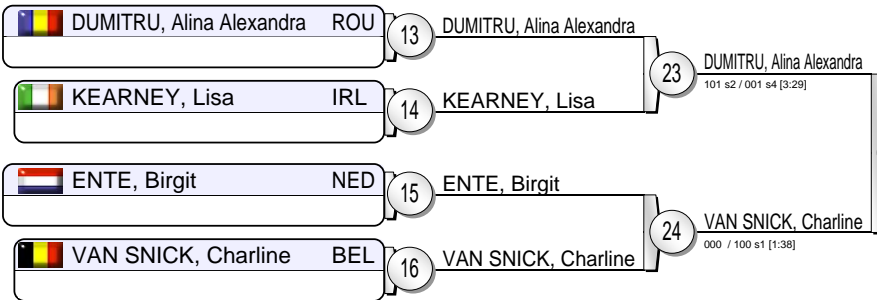 DUMITRU, Alina Alexandra ROU
13
DUMITRU, Alina Alexandra
23
DUMITRU, Alina Alexandra
101 s2 / 001 s4 [3:29]
KEARNEY, Lisa IRL
14
KEARNEY, Lisa
ENTE, Birgit NED
15
ENTE, Birgit
24
VAN SNICK, Charline
000 / 100 s1 [1:38]
VAN SNICK, Charline BEL
16
VAN SNICK, Charline